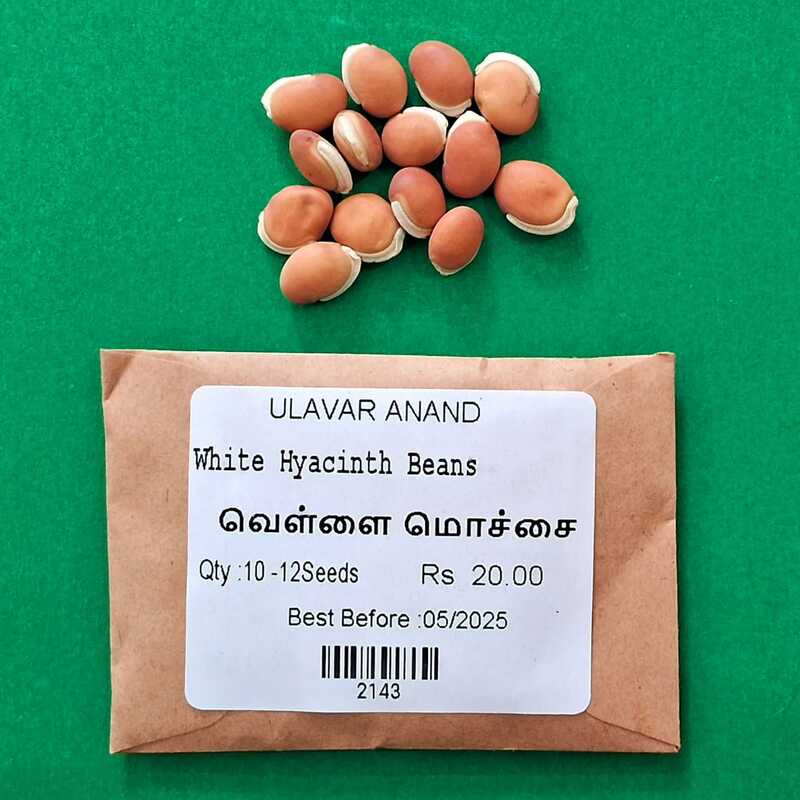 ULAVAR ANAND
White Hyacinth Beans
வெள்ளை மொச்சை
Qty :10 -12Seeds Rs 20.00
Best Before :05/2025
2143